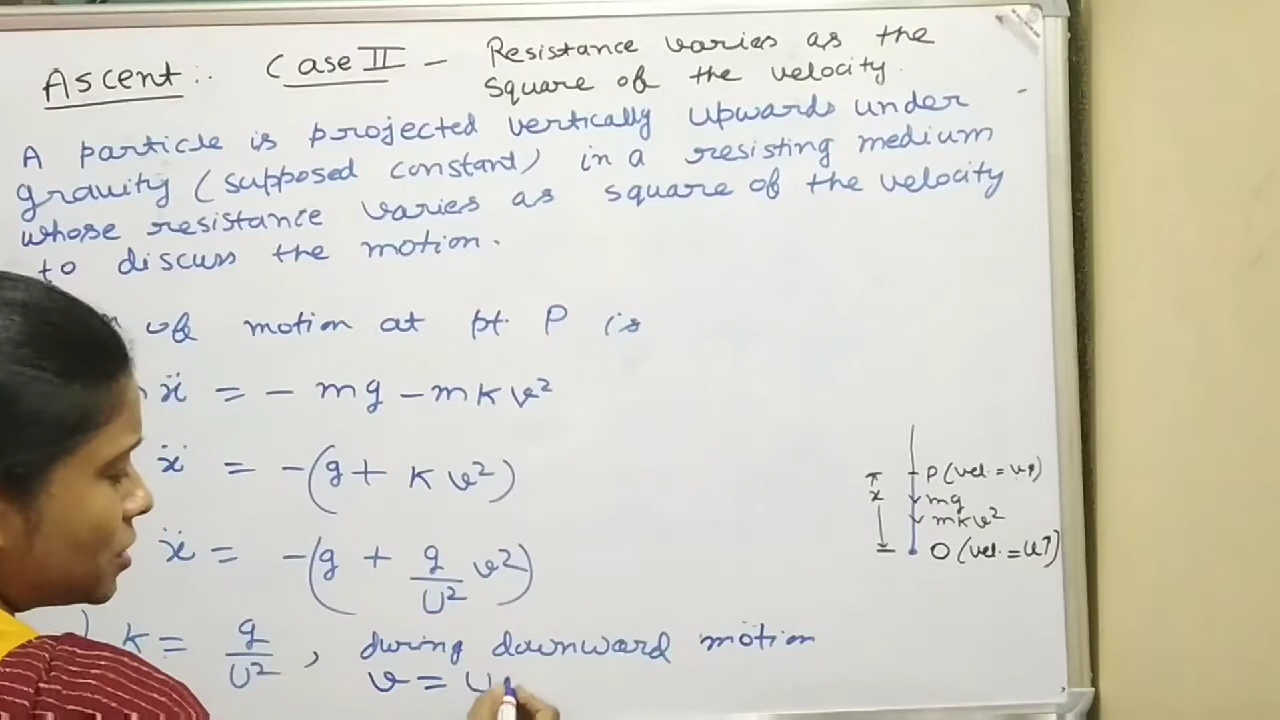 Ascent:. Case II - Resistance varies as the
square of the velocity.
A particle is projected vertically upwards under
gravity (supposed constant) in a resisting medium
whose resistance varies as square of the velocity
to discuss the motion.
of motion at pt. P is
ẍ = - mg - mkv²
ẍ = -(g + Kv²)
ẍ = -(g + g/U² v²)
K = g/U², during downward motion
v = U
P (vel. = v↑)
x
mg
mkv²
O (vel. = u↑)